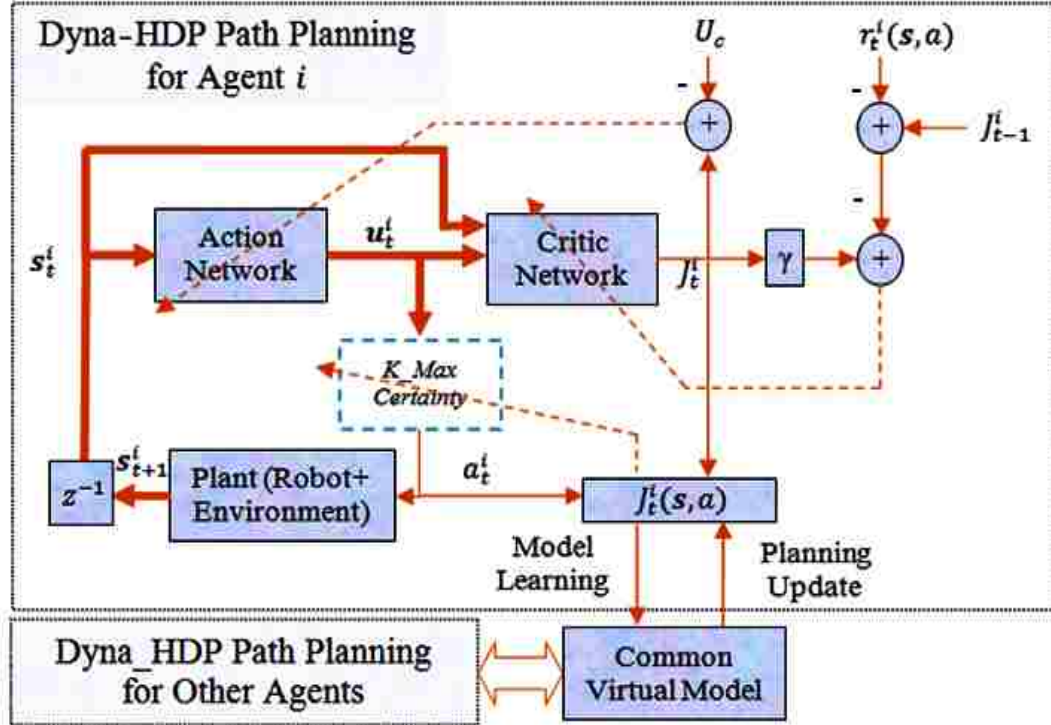 Dyna-HDP Path Planning
for Agent i
U_c
r_t^i(s,a)
-
-
+
+
J_{t-1}^i
-
Action
Network
u_t^i
Critic
Network
s_t^i
J_t^i
γ
+
K_Max
Certainty
s_{t+1}^i
z^{-1}
Plant (Robot+
Environment)
a_t^i
J_t^i(s,a)
Model
Learning
Planning
Update
Dyna_HDP Path Planning
for Other Agents
Common
Virtual Model